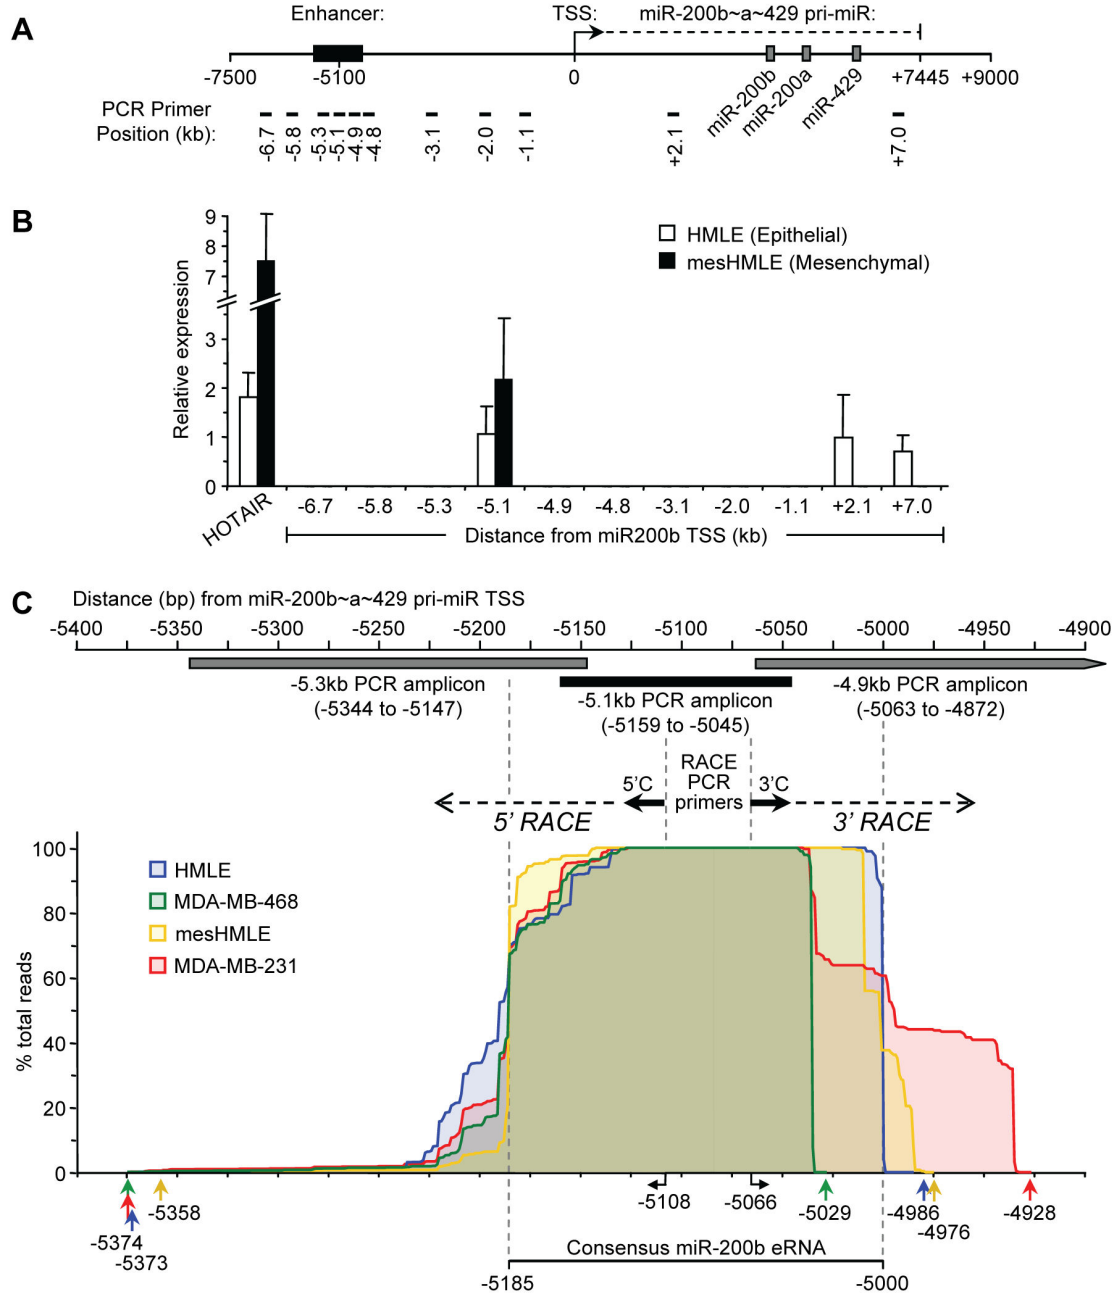 A
Enhancer:
TSS:
miR-200b~a~429 pri-miR:
-7500
-5100
0
+7445
+9000
miR-200b
miR-200a
miR-429
PCR Primer
Position (kb):
-6.7
-5.8
-5.3
-5.1
-4.9
-4.8
-3.1
-2.0
-1.1
+2.1
+7.0
B
Relative expression
9
8
7
3
2
1
0
HMLE (Epithelial)
mesHMLE (Mesenchymal)
HOTAIR
-6.7
-5.8
-5.3
-5.1
-4.9
-4.8
-3.1
-2.0
-1.1
+2.1
+7.0
Distance from miR200b TSS (kb)
C
Distance (bp) from miR-200b~a~429 pri-miR TSS
-5400
-5350
-5300
-5250
-5200
-5150
-5100
-5050
-5000
-4950
-4900
-5.3kb PCR amplicon
(-5344 to -5147)
-5.1kb PCR amplicon
(-5159 to -5045)
-4.9kb PCR amplicon
(-5063 to -4872)
RACE
PCR
primers
5'C
3'C
5' RACE
3' RACE
% total reads
100
80
60
40
20
0
HMLE
MDA-MB-468
mesHMLE
MDA-MB-231
-5374
-5373
-5358
-5108
-5066
-5029
-4986
-4976
-4928
Consensus miR-200b eRNA
-5185
-5000